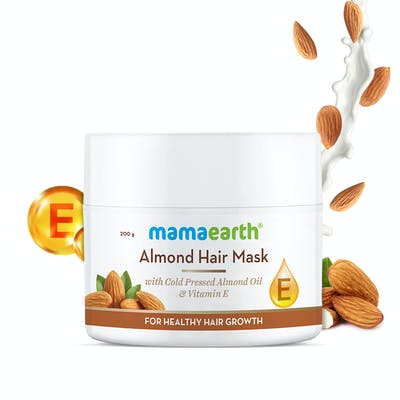 E
200 g
mamaearth®
Almond Hair Mask
with Cold Pressed Almond Oil
& Vitamin E
E
FOR HEALTHY HAIR GROWTH